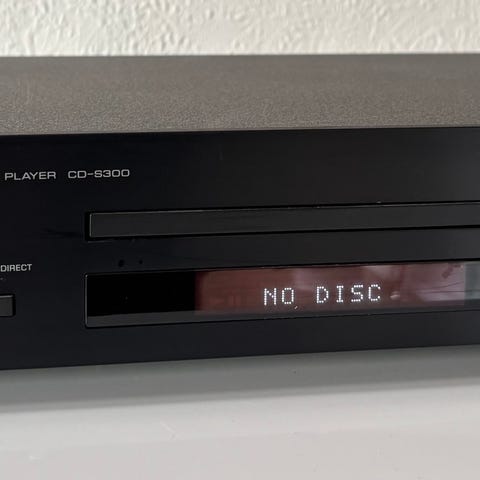 PLAYER CD-S300
DIRECT
NO DISC